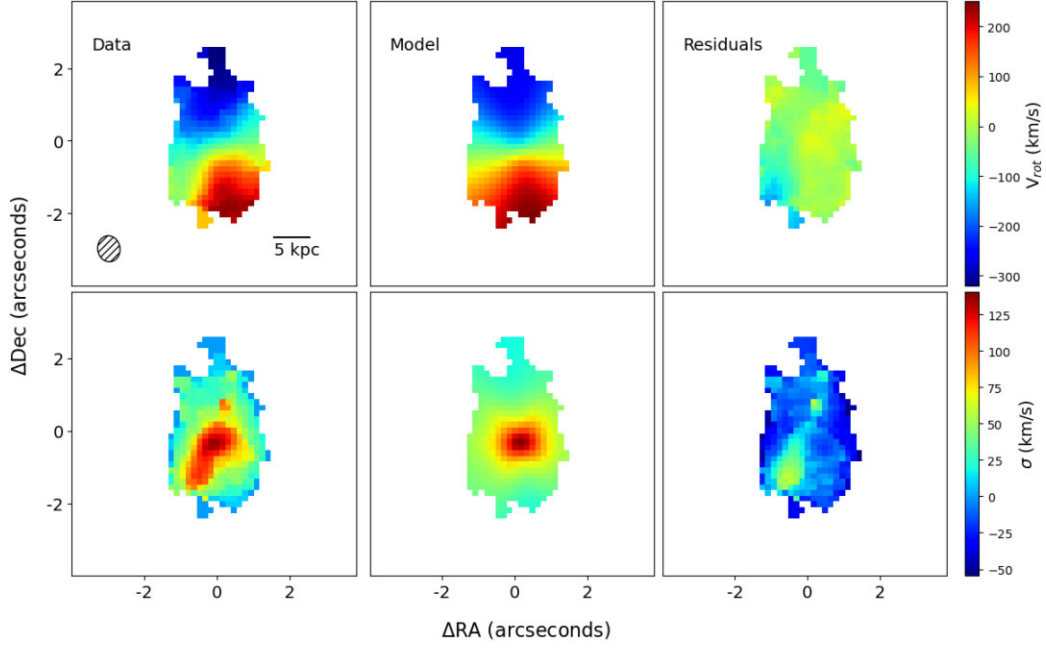 Data
Model
Residuals
2
0
-2
5 kpc
200
100
0
-100
-200
-300
V_rot (km/s)
ΔDec (arcseconds)
2
0
-2
125
100
75
50
25
0
-25
-50
σ (km/s)
-2 0 2 -2 0 2 -2 0 2
ΔRA (arcseconds)